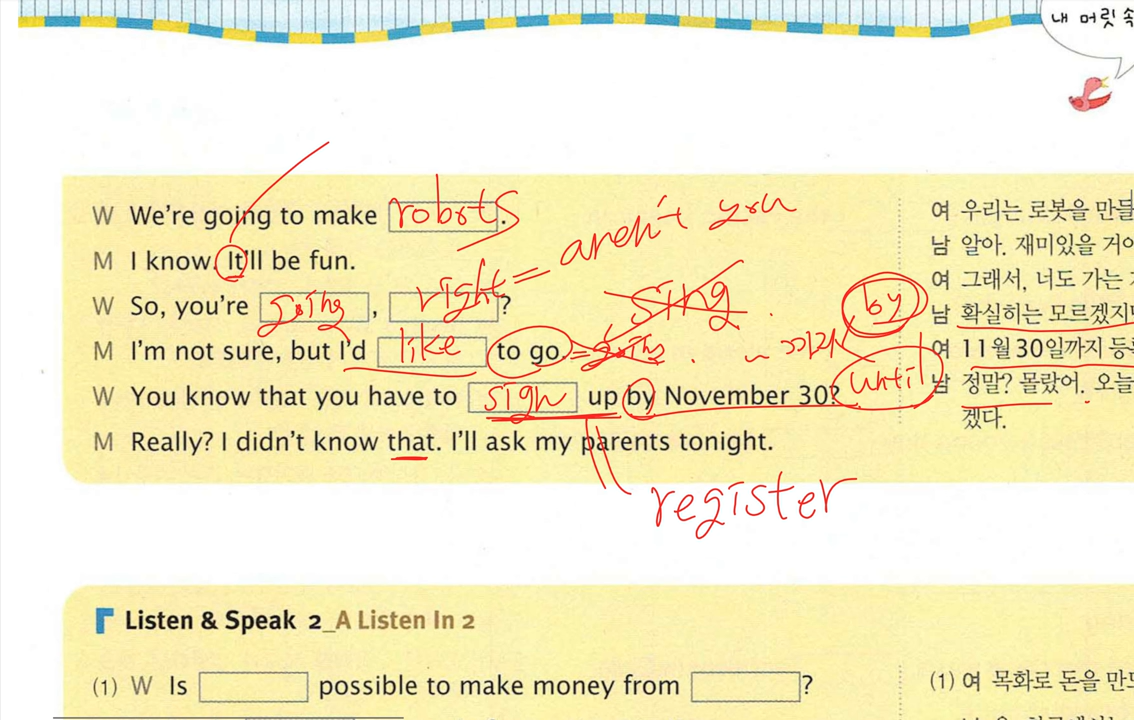 내 머릿 속
W We're going to make robots.
M I know. It'll be fun.
right = aren't you
W So, you're going, right?
sing
by
M I'm not sure, but I'd like to go. = going . ~ 까지
until
W You know that you have to sign up by November 30?
M Really? I didn't know that. I'll ask my parents tonight.
register
여 우리는 로봇을 만들
남 알아. 재미있을 거야
여 그래서, 너도 가는
남 확실히는 모르겠지만
여 11월 30일까지 등록
남 정말? 몰랐어. 오늘
겠다.
Listen & Speak 2_A Listen In 2
(1) W Is possible to make money from ?
(1) 여 목화로 돈을 만드